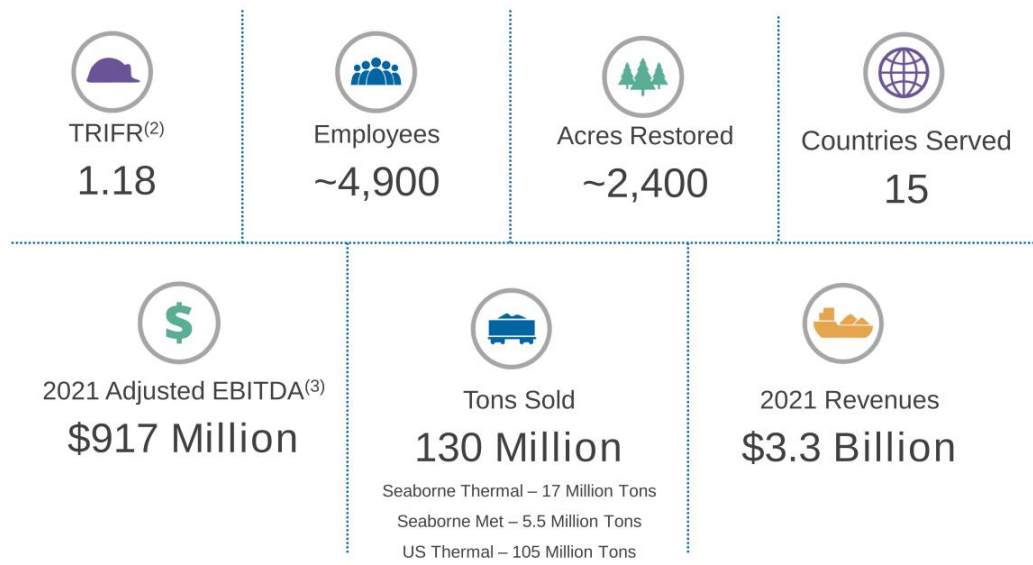 TRIFR(2)
1.18
Employees
~4,900
Acres Restored
~2,400
Countries Served
15
2021 Adjusted EBITDA(3)
$917 Million
Tons Sold
130 Million
Seaborne Thermal – 17 Million Tons
Seaborne Met – 5.5 Million Tons
US Thermal – 105 Million Tons
2021 Revenues
$3.3 Billion